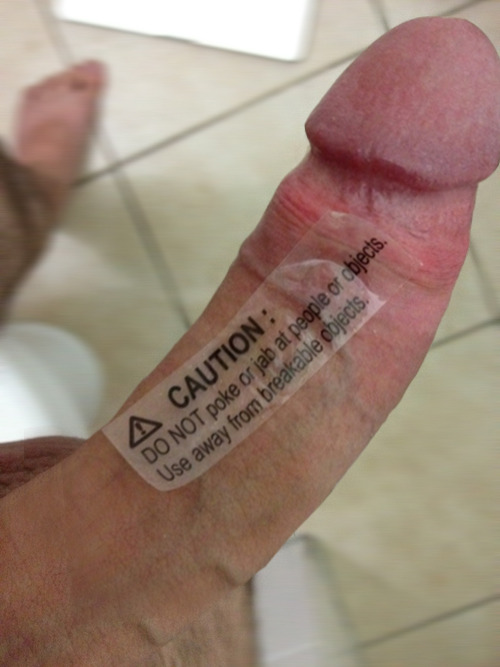 CAUTION :
DO NOT poke or jab at people or objects.
Use away from breakable objects.